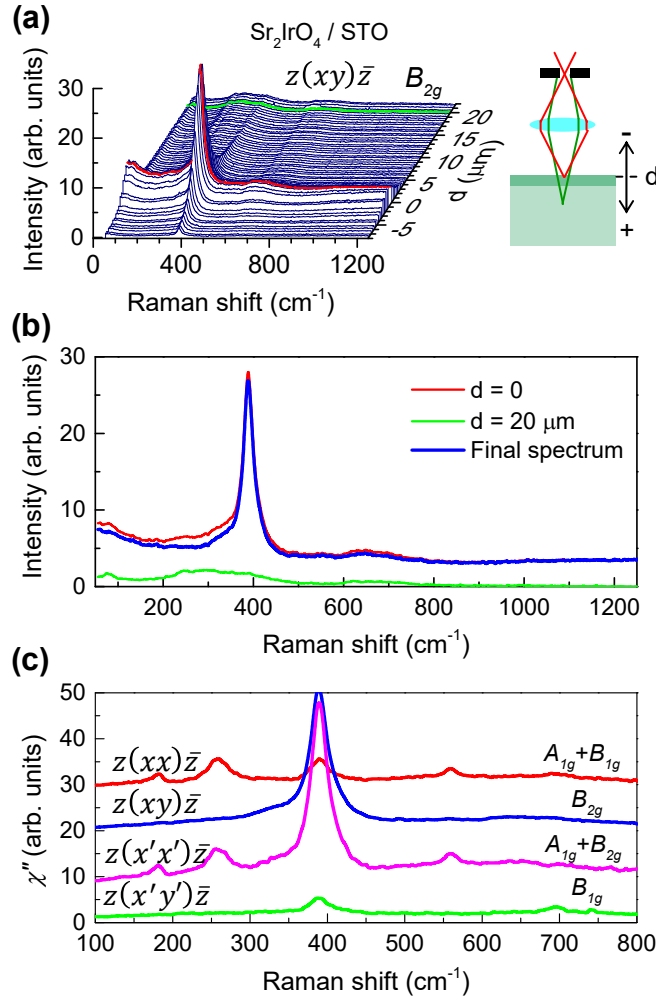 (a)
Sr2IrO4 / STO
z(xy)z̄ B2g
Intensity (arb. units)
30
20
10
0
0 400 800 1200
Raman shift (cm-1)
-5
0
5
10
15
20
d (μm)
-
d
+
(b)
Intensity (arb. units)
30
20
10
0
d = 0
d = 20 μm
Final spectrum
200 400 600 800 1000 1200
Raman shift (cm-1)
(c)
χ″ (arb. units)
50
40
30
20
10
0
z(xx)z̄ A1g+B1g
z(xy)z̄ B2g
z(x′x′)z̄ A1g+B2g
z(x′y′)z̄ B1g
100 200 300 400 500 600 700 800
Raman shift (cm-1)